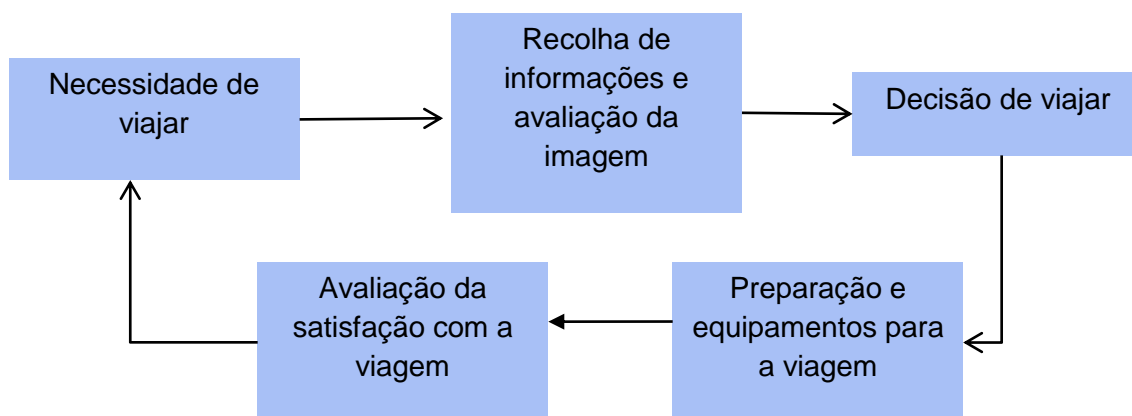 Necessidade de
viajar
Recolha de
informações e
avaliação da
imagem
Decisão de viajar
Preparação e
equipamentos para
a viagem
Avaliação da
satisfação com a
viagem